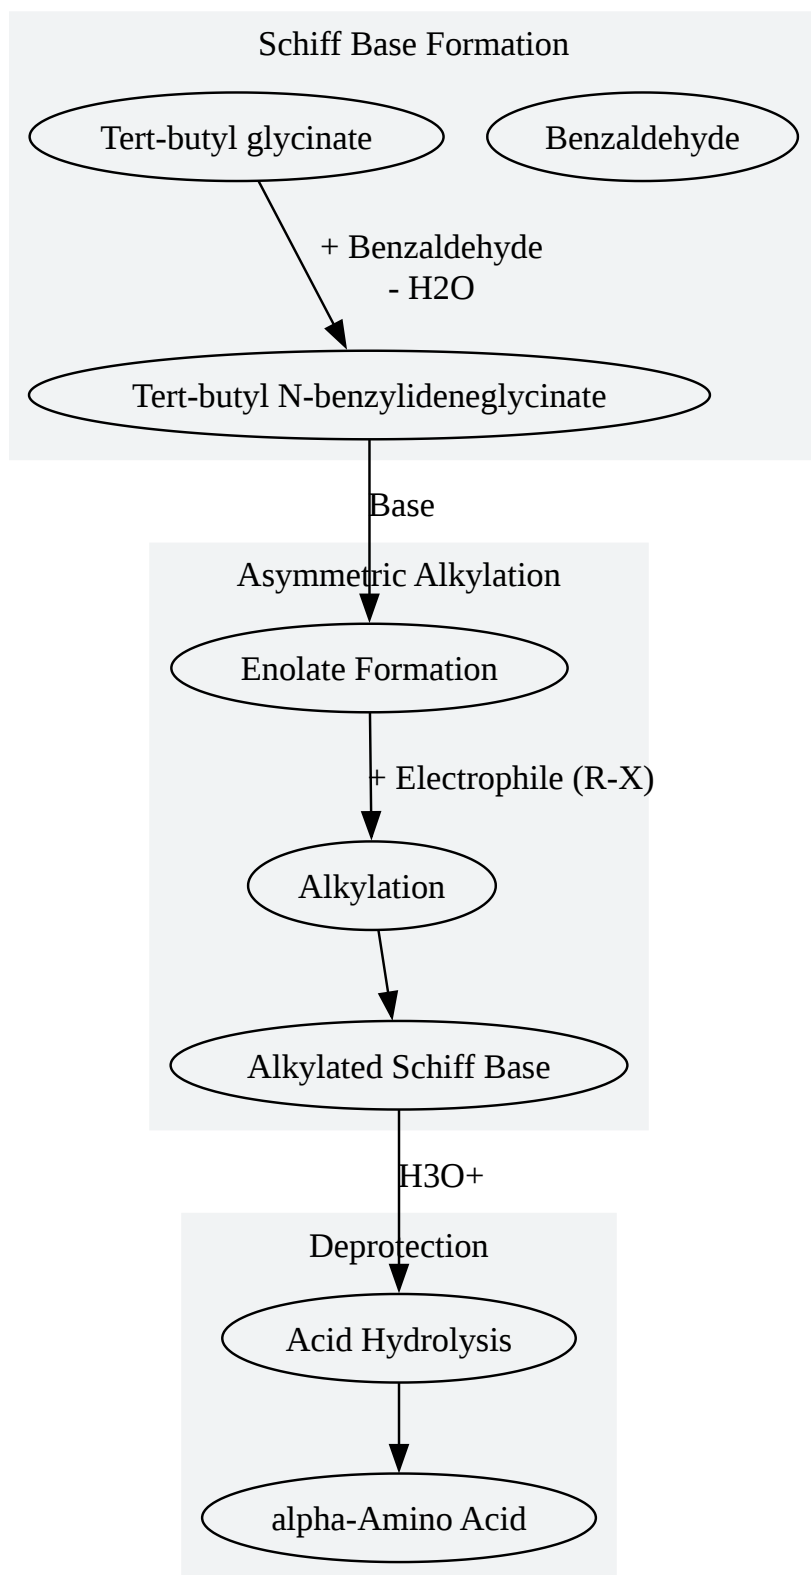 Schiff Base Formation
Tert-butyl glycinate
Benzaldehyde
+ Benzaldehyde
- H2O
Tert-butyl N-benzylideneglycinate
Base
Asymmetric Alkylation
Enolate Formation
+ Electrophile (R-X)
Alkylation
Alkylated Schiff Base
H3O+
Deprotection
Acid Hydrolysis
alpha-Amino Acid